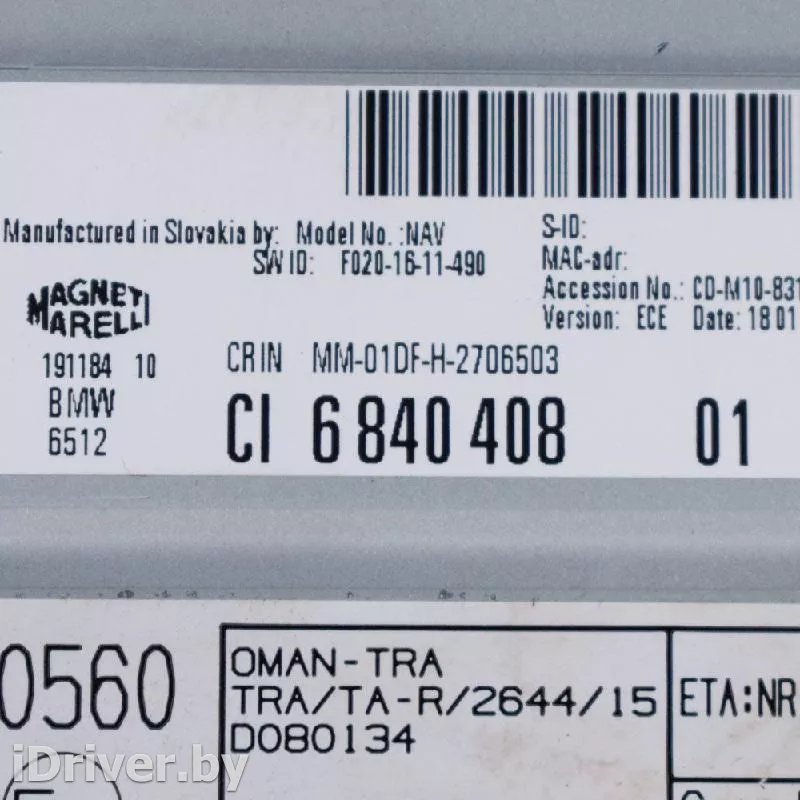 Manufactured in Slovakia by: Model No. :NAV
SW ID: F020-16-11-490
S-ID:
MAC-adr:
Accession No.: CD-M10-831
Version: ECE Date: 18 01
MAGNETI
MARELLI
191184 10
BMW
6512
CRIN MM-01DF-H-2706503
CI 6 840 408 01
0560
OMAN-TRA
TRA/TA-R/2644/15
D080134
ETA:NR
iDriver.by